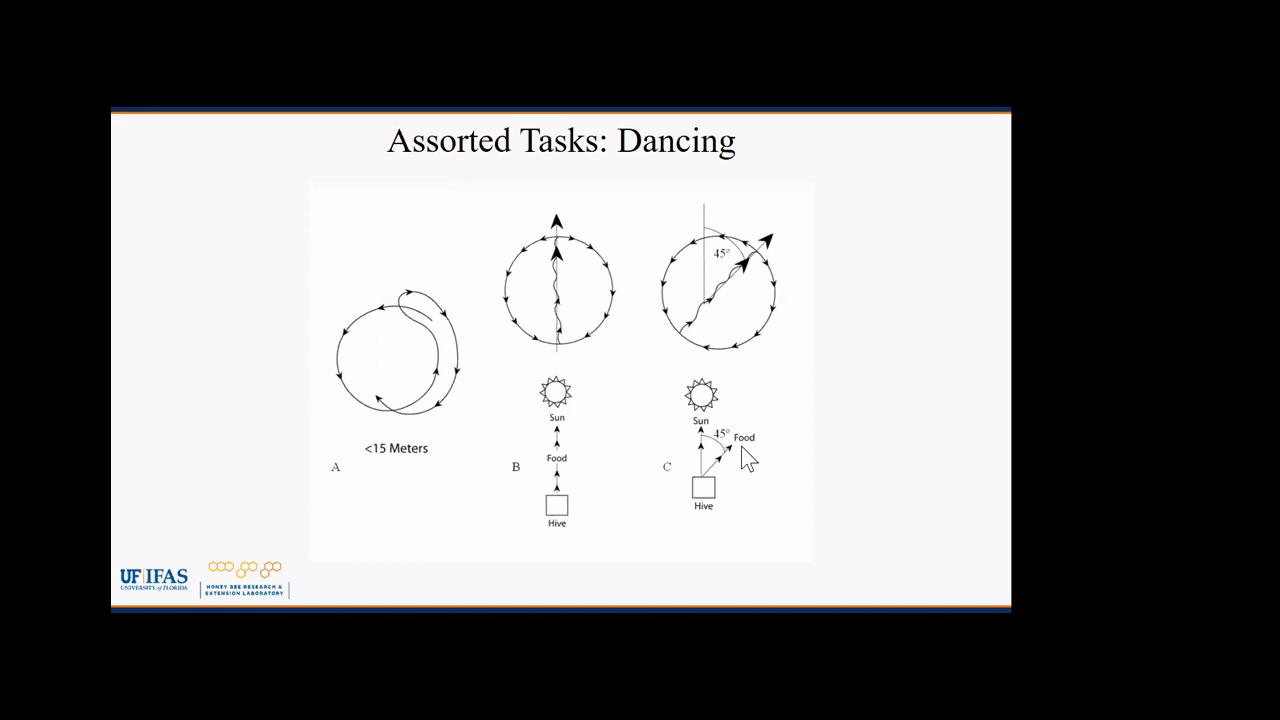 Assorted Tasks: Dancing
<15 Meters
A
B
Sun
Food
Hive
45°
C
Sun
45°
Food
Hive
UF|IFAS
UNIVERSITY of FLORIDA
HONEY BEE RESEARCH &
EXTENSION LABORATORY